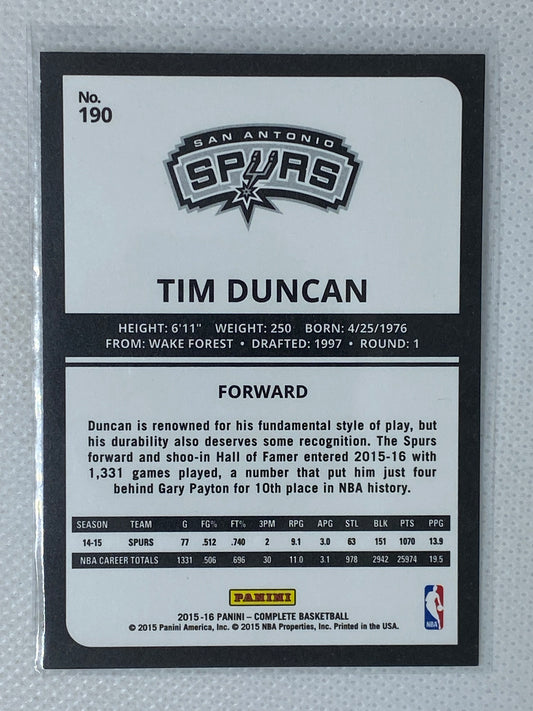 No.
190
SAN ANTONIO
SPURS
TIM DUNCAN
HEIGHT: 6'11" WEIGHT: 250 BORN: 4/25/1976
FROM: WAKE FOREST • DRAFTED: 1997 • ROUND: 1
FORWARD
Duncan is renowned for his fundamental style of play, but
his durability also deserves some recognition. The Spurs
forward and shoo-in Hall of Famer entered 2015-16 with
1,331 games played, a number that put him just four
behind Gary Payton for 10th place in NBA history.
SEASON TEAM G FG% FT% 3PM RPG APG STL BLK PTS PPG
14-15 SPURS 77 .512 .740 2 9.1 3.0 63 151 1070 13.9
NBA CAREER TOTALS 1331 .506 .696 30 11.0 3.1 978 2942 25974 19.5
PANINI
2015-16 PANINI – COMPLETE BASKETBALL
© 2015 Panini America, Inc. © 2015 NBA Properties, Inc. Printed in the USA.
NBA